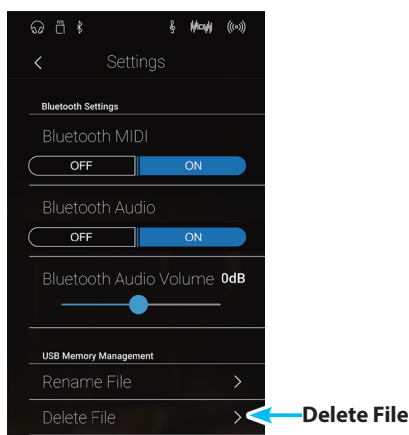 Settings
Bluetooth Settings
Bluetooth MIDI
OFF ON
Bluetooth Audio
OFF ON
Bluetooth Audio Volume 0dB
USB Memory Management
Rename File
Delete File
Delete File